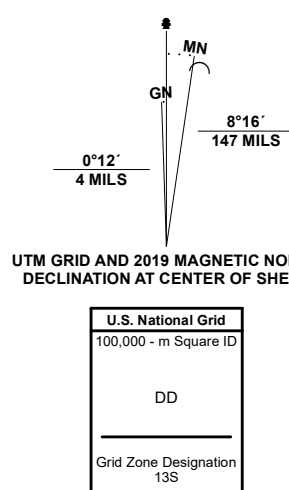 MN
GN
8°16´
147 MILS
0°12´
4 MILS
UTM GRID AND 2019 MAGNETIC NO
DECLINATION AT CENTER OF SHE
U.S. National Grid
100,000 - m Square ID
DD
Grid Zone Designation
13S